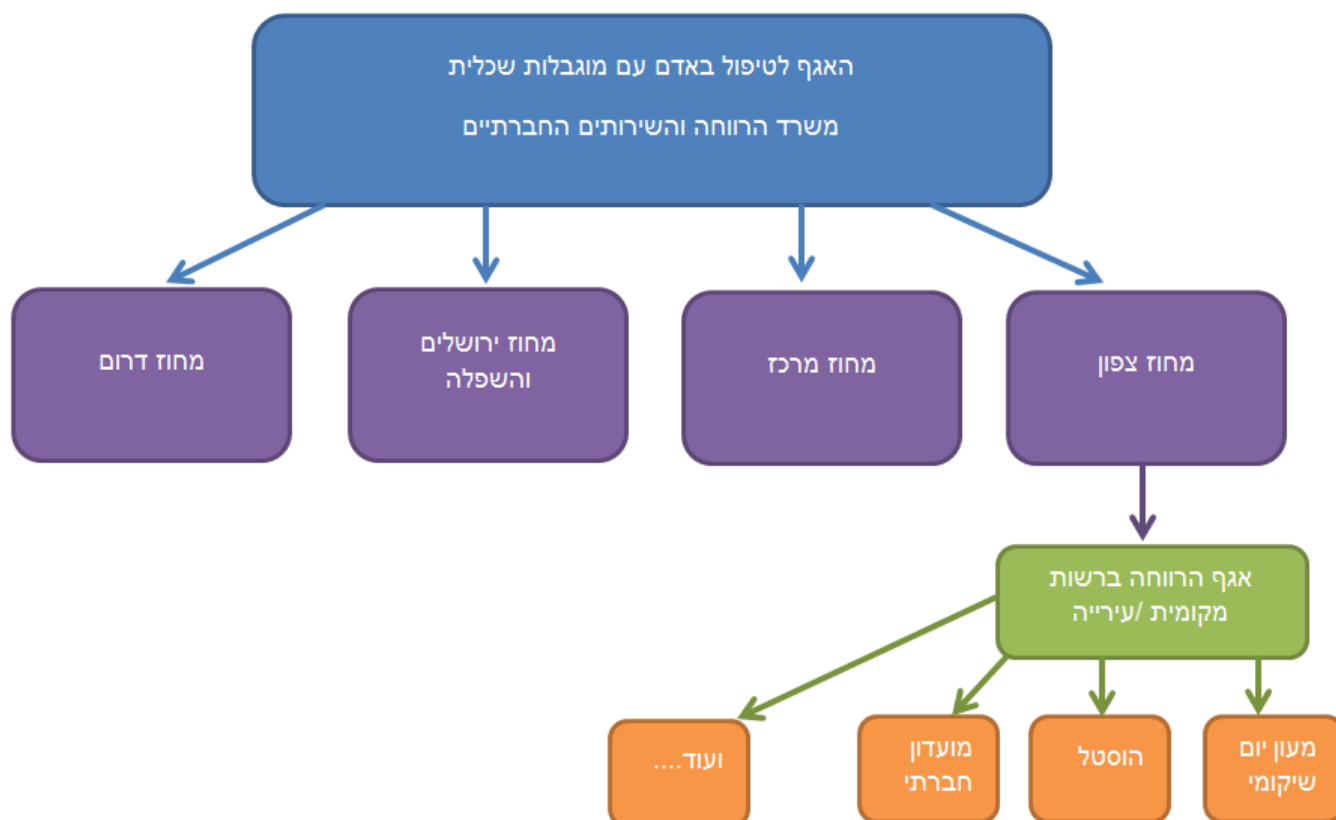 האגף לטיפול באדם עם מוגבלות שכלית
משרד הרווחה והשירותים החברתיים
מחוז צפון
מחוז מרכז
מחוז ירושלים
והשפלה
מחוז דרום
אגף הרווחה ברשות
מקומית /עירייה
מעון יום
שיקומי
הוסטל
מועדון
חברתי
ועוד....